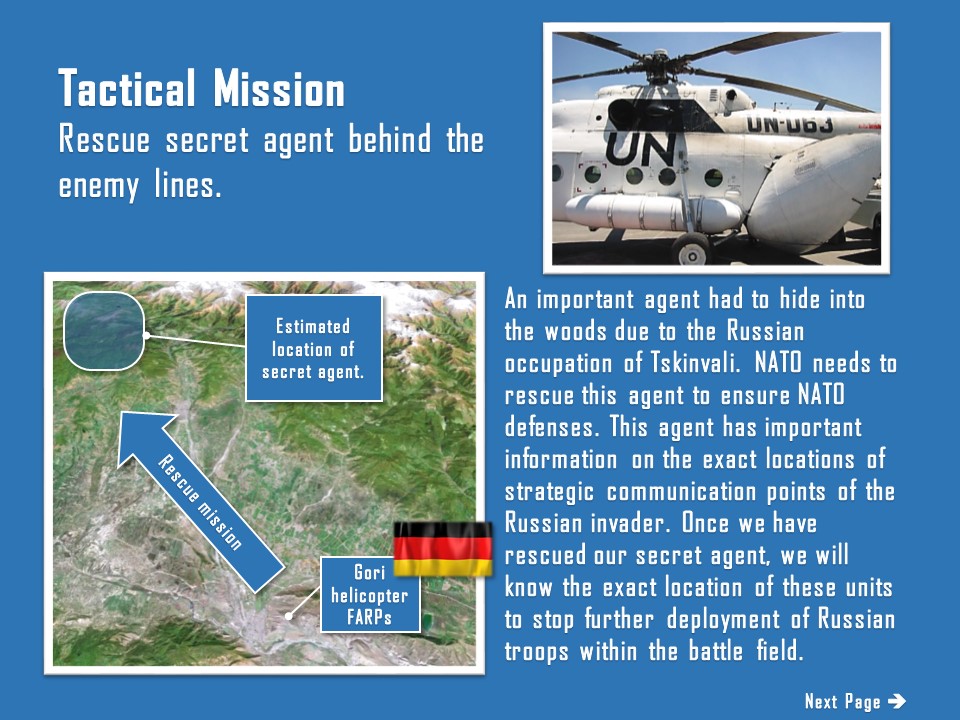 Tactical Mission
Rescue secret agent behind the
enemy lines.
UN
UN-063
Estimated
location of
secret agent.
Rescue mission
Gori
helicopter
FARPs
An important agent had to hide into
the woods due to the Russian
occupation of Tskinvali. NATO needs to
rescue this agent to ensure NATO
defenses. This agent has important
information on the exact locations of
strategic communication points of the
Russian invader. Once we have
rescued our secret agent, we will
know the exact location of these units
to stop further deployment of Russian
troops within the battle field.
Next Page ➔